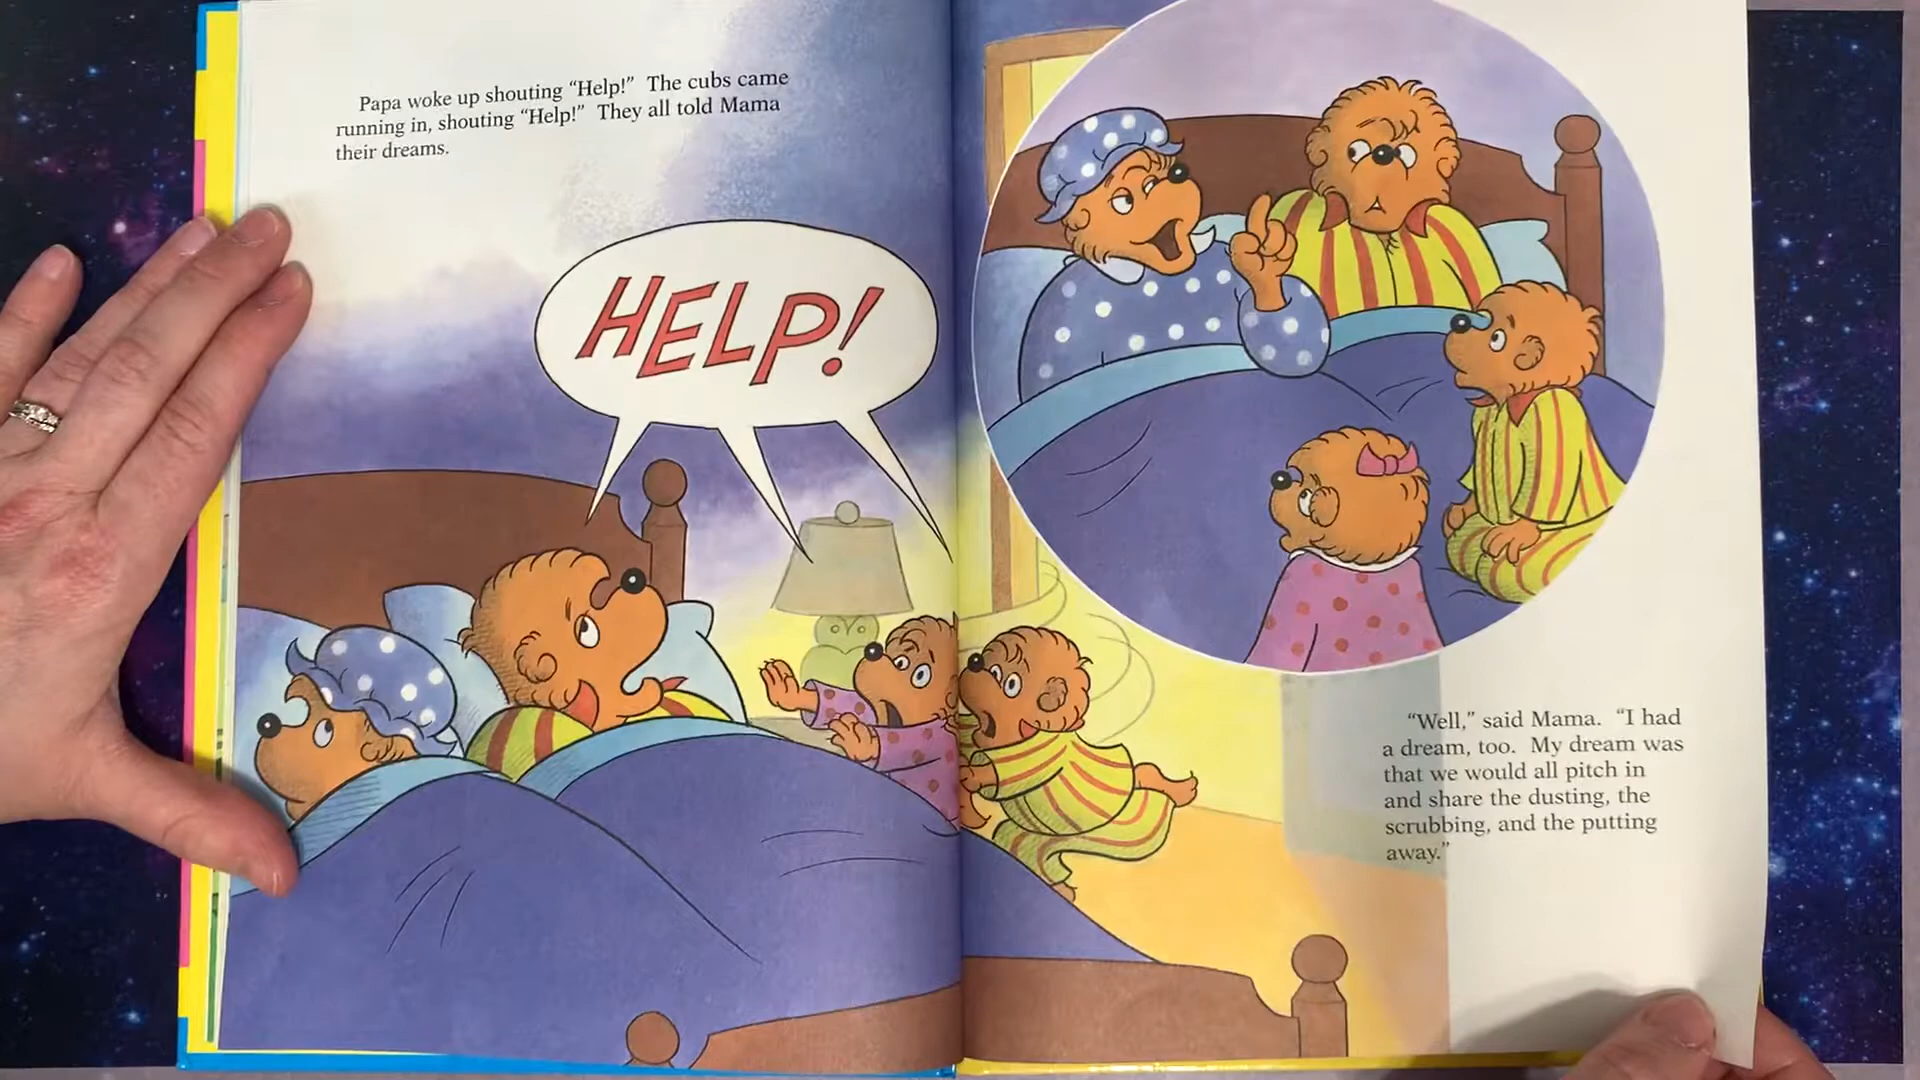 Papa woke up shouting “Help!” The cubs came
running in, shouting “Help!” They all told Mama
their dreams.
HELP!
“Well,” said Mama. “I had
a dream, too. My dream was
that we would all pitch in
and share the dusting, the
scrubbing, and the putting
away.”